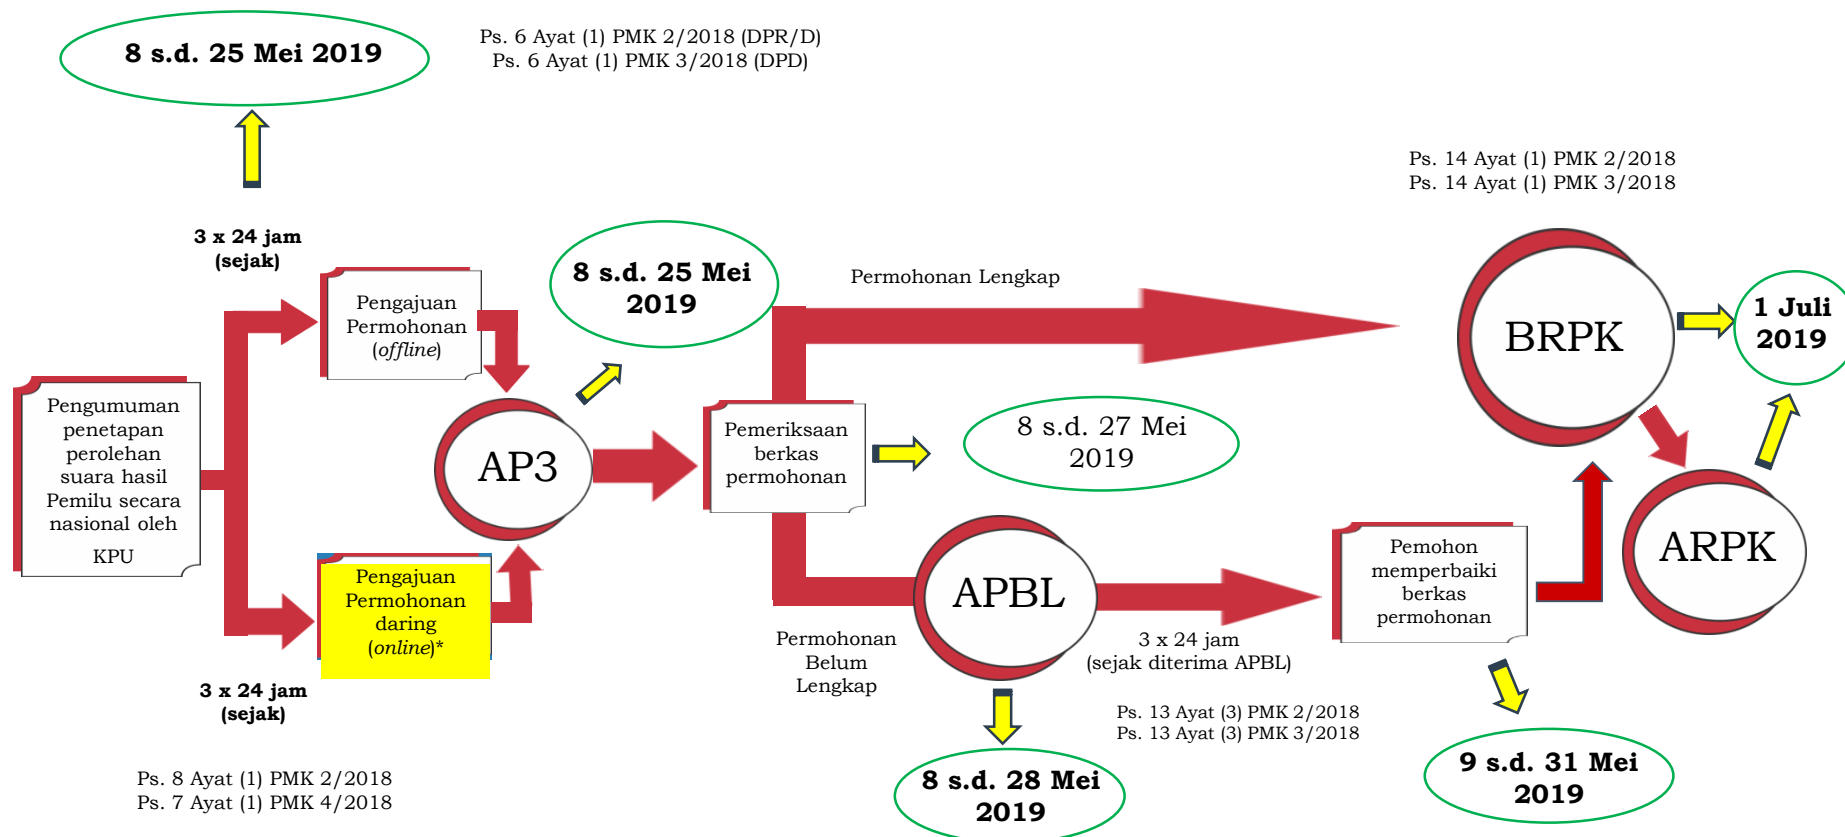 8 s.d. 25 Mei 2019
Ps. 6 Ayat (1) PMK 2/2018 (DPR/D)
Ps. 6 Ayat (1) PMK 3/2018 (DPD)
Ps. 14 Ayat (1) PMK 2/2018
Ps. 14 Ayat (1) PMK 3/2018
3 x 24 jam
(sejak)
Pengajuan
Permohonan
(offline)
8 s.d. 25 Mei
2019
Permohonan Lengkap
BRPK
1 Juli
2019
Pengumuman
penetapan
perolehan
suara hasil
Pemilu secara
nasional oleh
KPU
AP3
Pemeriksaan
berkas
permohonan
8 s.d. 27 Mei
2019
Pengajuan
Permohonan
daring
(online)*
APBL
Pemohon
memperbaiki
berkas
permohonan
ARPK
3 x 24 jam
(sejak)
Permohonan
Belum
Lengkap
3 x 24 jam
(sejak diterima APBL)
Ps. 13 Ayat (3) PMK 2/2018
Ps. 13 Ayat (3) PMK 3/2018
Ps. 8 Ayat (1) PMK 2/2018
Ps. 7 Ayat (1) PMK 4/2018
8 s.d. 28 Mei
2019
9 s.d. 31 Mei
2019